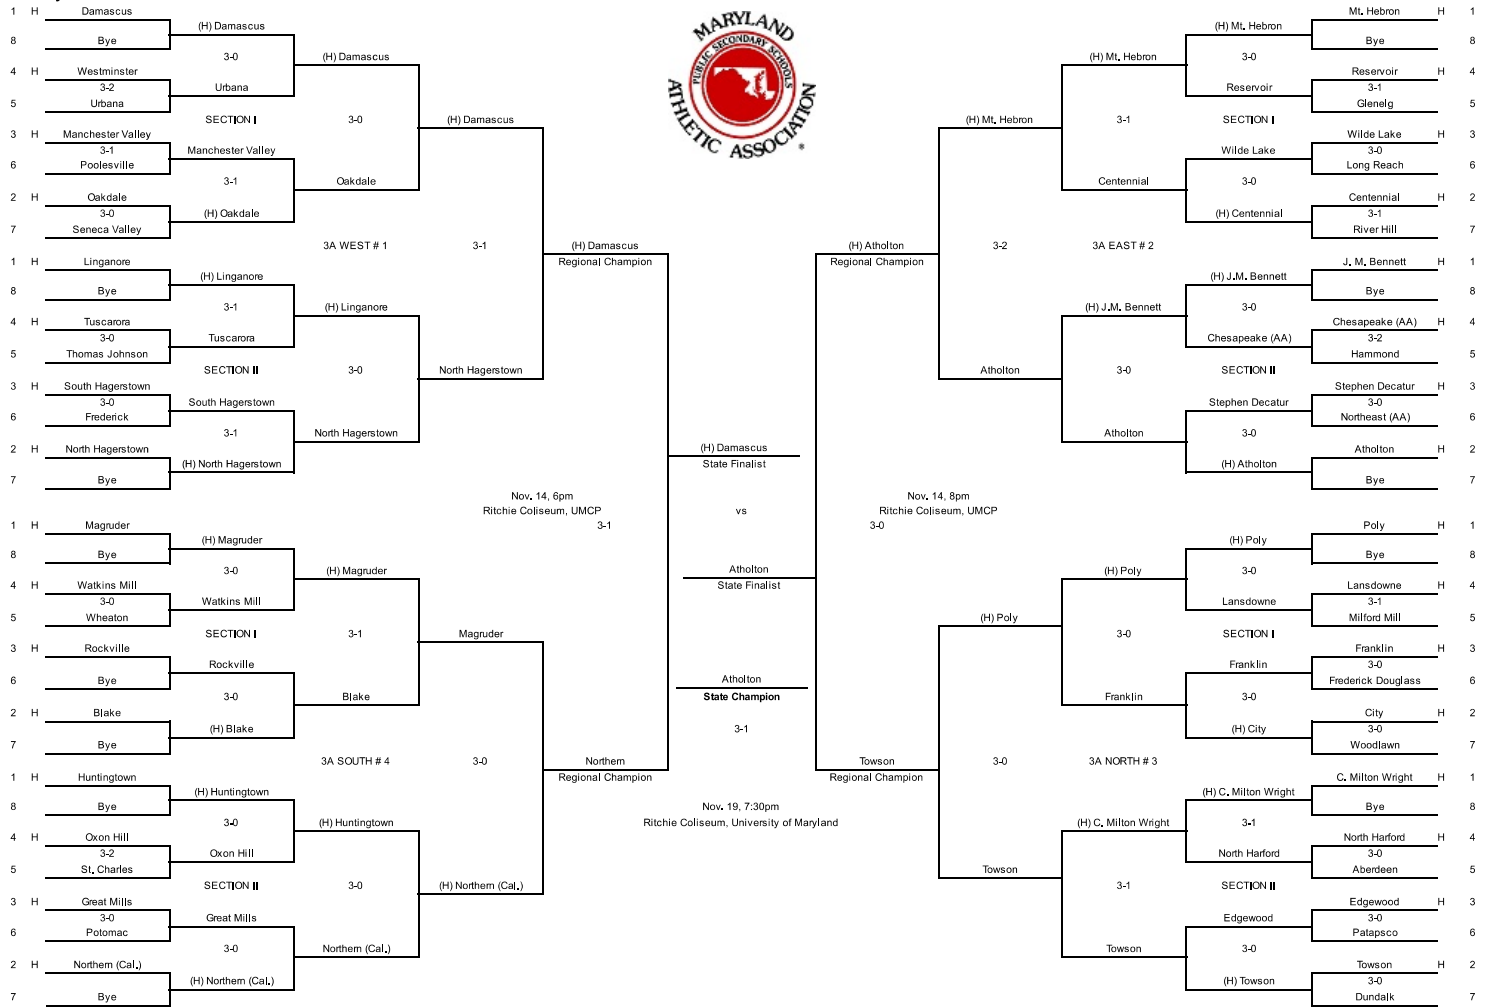 1 H Damascus
8 Bye
(H) Damascus
3-0
4 H Westminster
3-2
5 Urbana
Urbana
SECTION I
(H) Damascus
3-0
3 H Manchester Valley
3-1
6 Poolesville
Manchester Valley
3-1
2 H Oakdale
3-0
7 Seneca Valley
(H) Oakdale
Oakdale
(H) Damascus
3A WEST # 1
3-1
1 H Linganore
8 Bye
(H) Linganore
3-1
4 H Tuscarora
3-0
5 Thomas Johnson
Tuscarora
SECTION II
(H) Linganore
3-0
3 H South Hagerstown
3-0
6 Frederick
South Hagerstown
3-1
2 H North Hagerstown
7 Bye
(H) North Hagerstown
North Hagerstown
North Hagerstown
(H) Damascus
Regional Champion
Nov. 14, 6pm
Ritchie Coliseum, UMCP
3-1
1 H Magruder
8 Bye
(H) Magruder
3-0
4 H Watkins Mill
3-0
5 Wheaton
Watkins Mill
SECTION I
(H) Magruder
3-1
3 H Rockville
6 Bye
Rockville
3-0
2 H Blake
7 Bye
(H) Blake
Blake
Magruder
3A SOUTH # 4
3-0
1 H Huntingtown
8 Bye
(H) Huntingtown
3-0
4 H Oxon Hill
3-2
5 St. Charles
Oxon Hill
SECTION II
(H) Huntingtown
3-0
3 H Great Mills
3-0
6 Potomac
Great Mills
3-0
2 H Northern (Cal.)
7 Bye
(H) Northern (Cal.)
Northern (Cal.)
(H) Northern (Cal.)
Northern
Regional Champion
MARYLAND
PUBLIC SECONDARY SCHOOLS
ATHLETIC ASSOCIATION
®
(H) Damascus
State Finalist
vs
Atholton
State Finalist
Atholton
State Champion
3-1
Nov. 19, 7:30pm
Ritchie Coliseum, University of Maryland
Mt. Hebron H 1
Bye 8
(H) Mt. Hebron
3-0
Reservoir H 4
3-1
Glenelg 5
Reservoir
SECTION I
(H) Mt. Hebron
3-1
Wilde Lake H 3
3-0
Long Reach 6
Wilde Lake
3-0
Centennial H 2
3-1
River Hill 7
(H) Centennial
Centennial
(H) Mt. Hebron
3-2
3A EAST # 2
J. M. Bennett H 1
Bye 8
(H) J.M. Bennett
3-0
Chesapeake (AA) H 4
3-2
Hammond 5
Chesapeake (AA)
SECTION II
(H) J.M. Bennett
3-0
Stephen Decatur H 3
3-0
Northeast (AA) 6
Stephen Decatur
3-0
Atholton H 2
Bye 7
(H) Atholton
Atholton
Atholton
(H) Atholton
Regional Champion
Nov. 14, 8pm
Ritchie Coliseum, UMCP
3-0
Poly H 1
Bye 8
(H) Poly
3-0
Lansdowne H 4
3-1
Milford Mill 5
Lansdowne
SECTION I
(H) Poly
3-0
Franklin H 3
3-0
Frederick Douglass 6
Franklin
3-0
City H 2
3-0
Woodlawn 7
(H) City
Franklin
(H) Poly
3-0
3A NORTH # 3
C. Milton Wright H 1
Bye 8
(H) C. Milton Wright
3-1
North Harford H 4
3-0
Aberdeen 5
North Harford
SECTION II
(H) C. Milton Wright
3-1
Edgewood H 3
3-0
Patapsco 6
Edgewood
3-0
Towson H 2
3-0
Dundalk 7
(H) Towson
Towson
Towson
Towson
Regional Champion